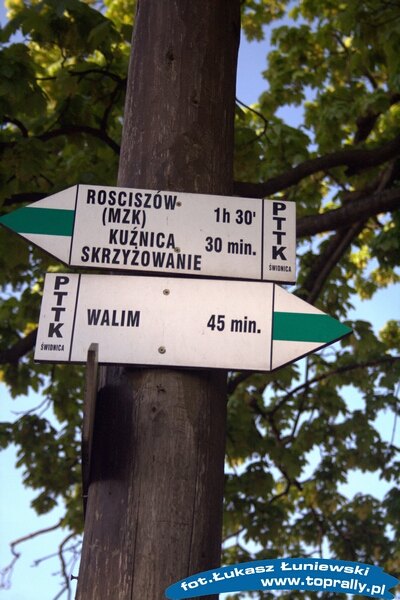 ROSCISZÓW 1h 30'
(MZK)
KUŹNICA 30 min.
SKRZYŻOWANIE
PTTK
ŚWIDNICA
PTTK
ŚWIDNICA
WALIM 45 min.
fot.Łukasz Łuniewski
www.toprally.pl